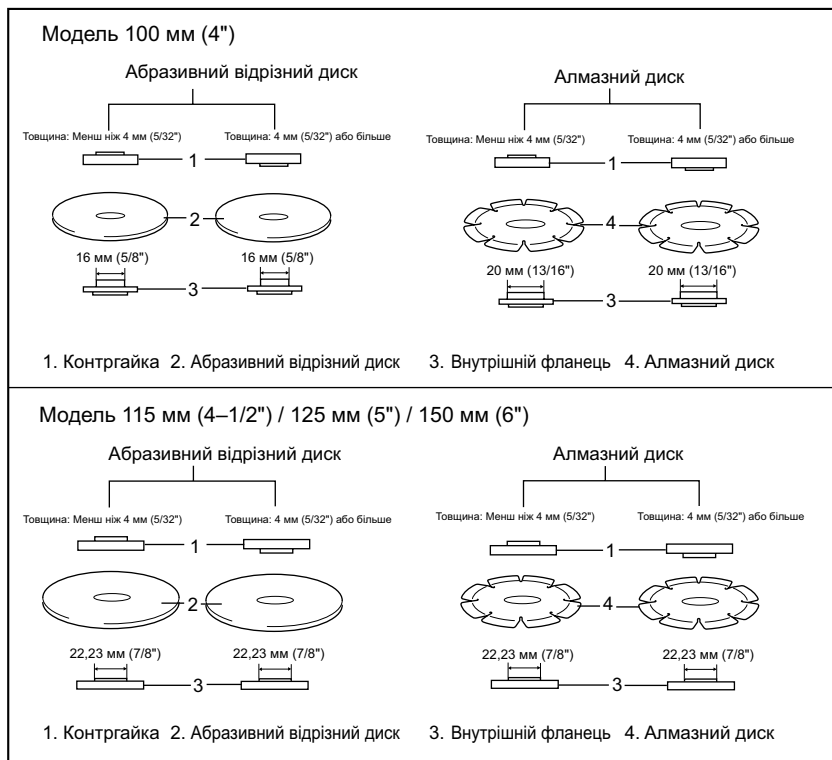 Модель 100 мм (4")
Абразивний відрізний диск
Алмазний диск
Товщина: Менш ніж 4 мм (5/32")
Товщина: 4 мм (5/32") або більше
Товщина: Менш ніж 4 мм (5/32")
Товщина: 4 мм (5/32") або більше
1
1
2
4
16 мм (5/8")
16 мм (5/8")
20 мм (13/16")
20 мм (13/16")
3
3
1. Контргайка 2. Абразивний відрізний диск 3. Внутрішній фланець 4. Алмазний диск
Модель 115 мм (4–1/2") / 125 мм (5") / 150 мм (6")
Абразивний відрізний диск
Алмазний диск
Товщина: Менш ніж 4 мм (5/32")
Товщина: 4 мм (5/32") або більше
Товщина: Менш ніж 4 мм (5/32")
Товщина: 4 мм (5/32") або більше
1
1
2
4
22,23 мм (7/8")
22,23 мм (7/8")
22,23 мм (7/8")
22,23 мм (7/8")
3
3
1. Контргайка 2. Абразивний відрізний диск 3. Внутрішній фланець 4. Алмазний диск